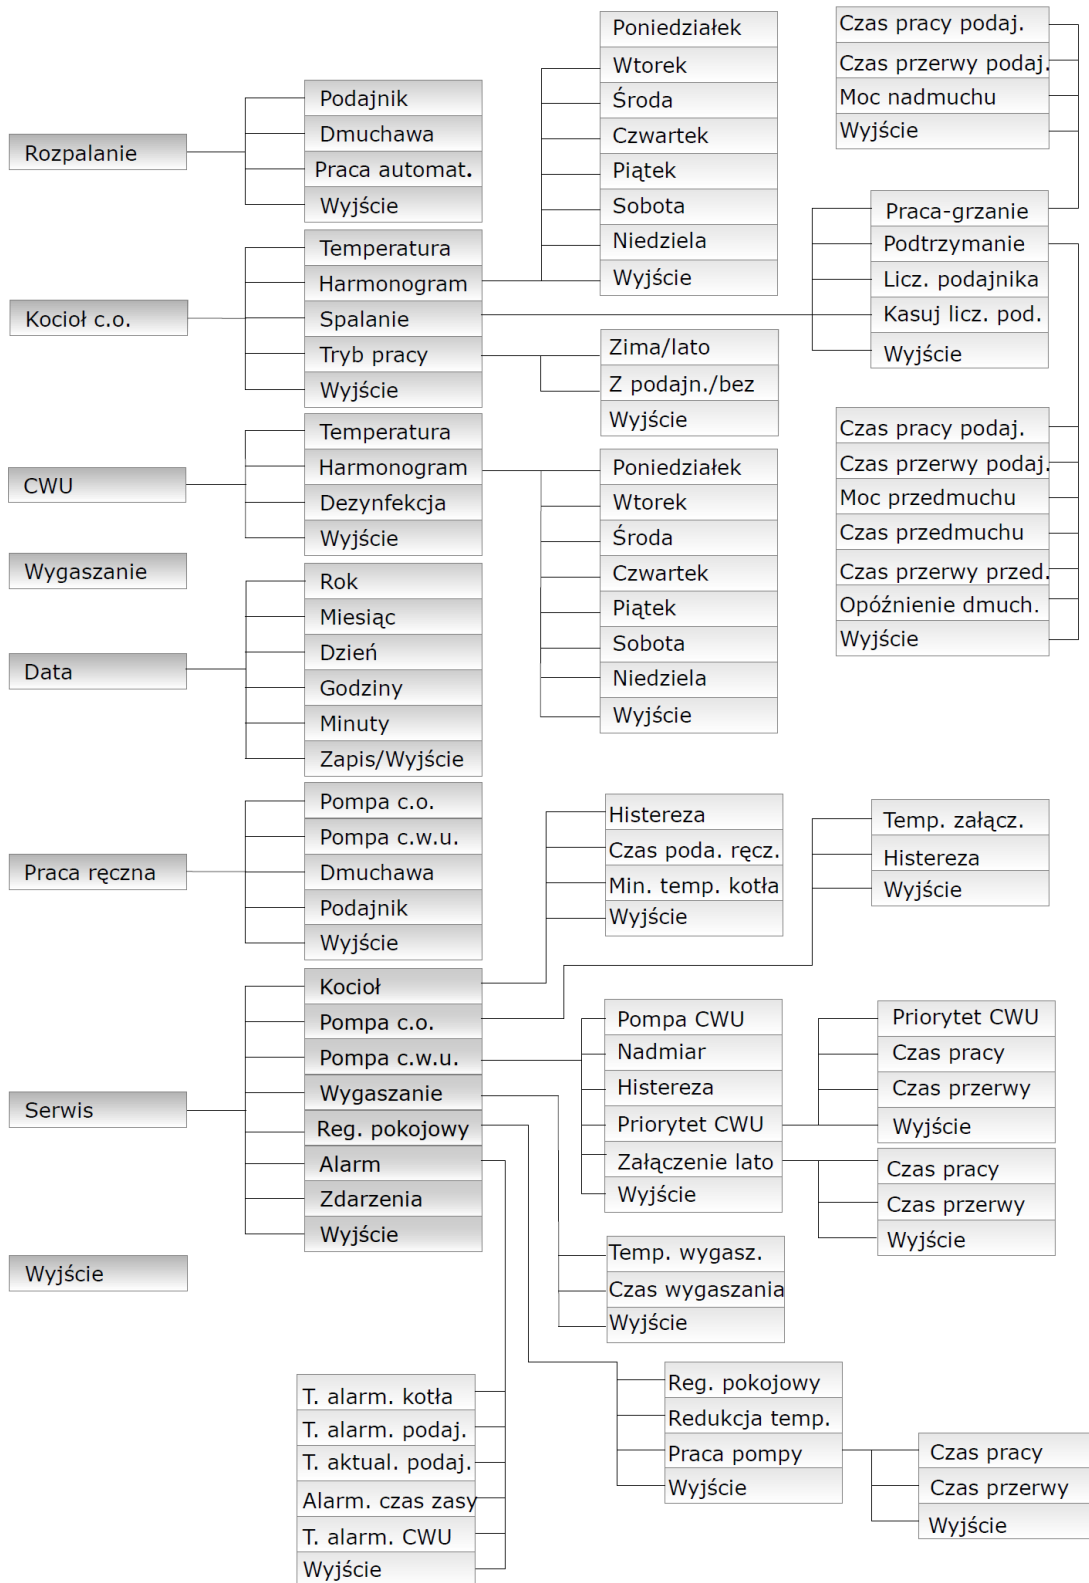 Rozpalanie
Podajnik
Dmuchawa
Praca automat.
Wyjście
Kocioł c.o.
Temperatura
Harmonogram
Spalanie
Tryb pracy
Wyjście
Poniedziałek
Wtorek
Środa
Czwartek
Piątek
Sobota
Niedziela
Wyjście
Praca-grzanie
Podtrzymanie
Licz. podajnika
Kasuj licz. pod.
Wyjście
Czas pracy podaj.
Czas przerwy podaj.
Moc nadmuchu
Wyjście
Czas pracy podaj.
Czas przerwy podaj.
Moc przedmuchu
Czas przedmuchu
Czas przerwy przed.
Opóźnienie dmuch.
Wyjście
Zima/lato
Z podajn./bez
Wyjście
CWU
Temperatura
Harmonogram
Dezynfekcja
Wyjście
Poniedziałek
Wtorek
Środa
Czwartek
Piątek
Sobota
Niedziela
Wyjście
Wygaszanie
Data
Rok
Miesiąc
Dzień
Godziny
Minuty
Zapis/Wyjście
Praca ręczna
Pompa c.o.
Pompa c.w.u.
Dmuchawa
Podajnik
Wyjście
Serwis
Kocioł
Pompa c.o.
Pompa c.w.u.
Wygaszanie
Reg. pokojowy
Alarm
Zdarzenia
Wyjście
Histereza
Czas poda. ręcz.
Min. temp. kotła
Wyjście
Temp. załącz.
Histereza
Wyjście
Pompa CWU
Nadmiar
Histereza
Priorytet CWU
Załączenie lato
Wyjście
Priorytet CWU
Czas pracy
Czas przerwy
Wyjście
Czas pracy
Czas przerwy
Wyjście
Temp. wygasz.
Czas wygaszania
Wyjście
Reg. pokojowy
Redukcja temp.
Praca pompy
Wyjście
Czas pracy
Czas przerwy
Wyjście
T. alarm. kotła
T. alarm. podaj.
T. aktual. podaj.
Alarm. czas zasy
T. alarm. CWU
Wyjście
Wyjście